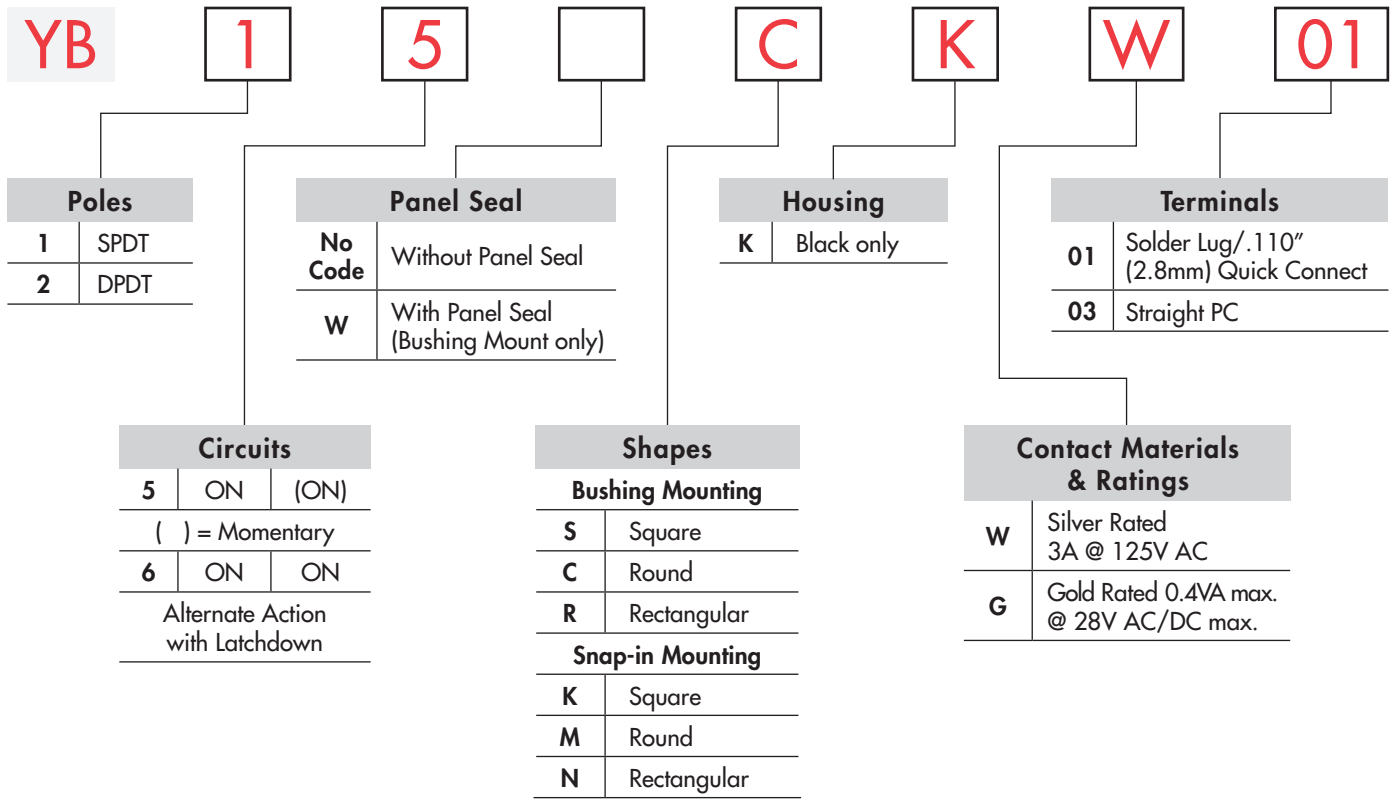 YB 1 5 C K W 01
Poles
1 SPDT
2 DPDT
Panel Seal
No
Code Without Panel Seal
W With Panel Seal
(Bushing Mount only)
Housing
K Black only
Terminals
01 Solder Lug/.110”
(2.8mm) Quick Connect
03 Straight PC
Circuits
5 ON (ON)
( ) = Momentary
6 ON ON
Alternate Action
with Latchdown
Shapes
Bushing Mounting
S Square
C Round
R Rectangular
Snap-in Mounting
K Square
M Round
N Rectangular
Contact Materials
& Ratings
W Silver Rated
3A @ 125V AC
G Gold Rated 0.4VA max.
@ 28V AC/DC max.